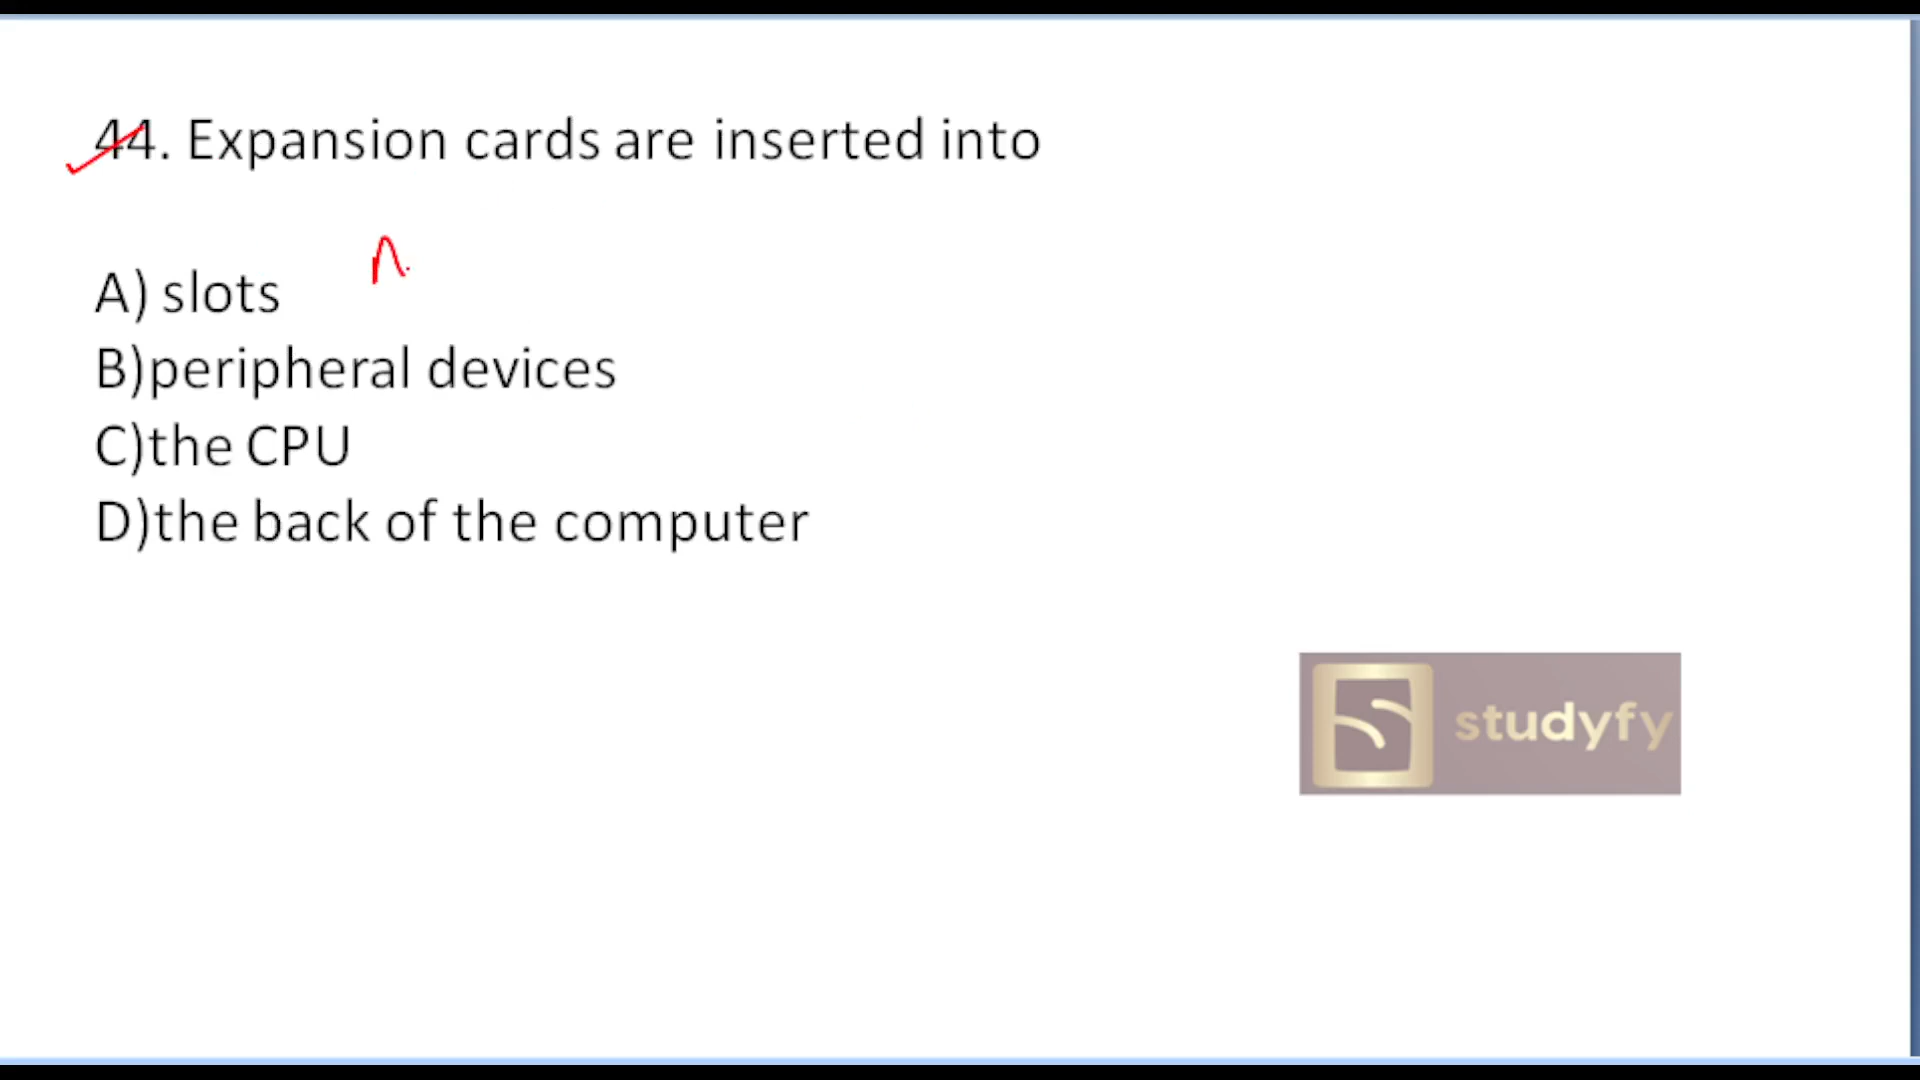 44. Expansion cards are inserted into
A) slots
B)peripheral devices
C)the CPU
D)the back of the computer
studyfy